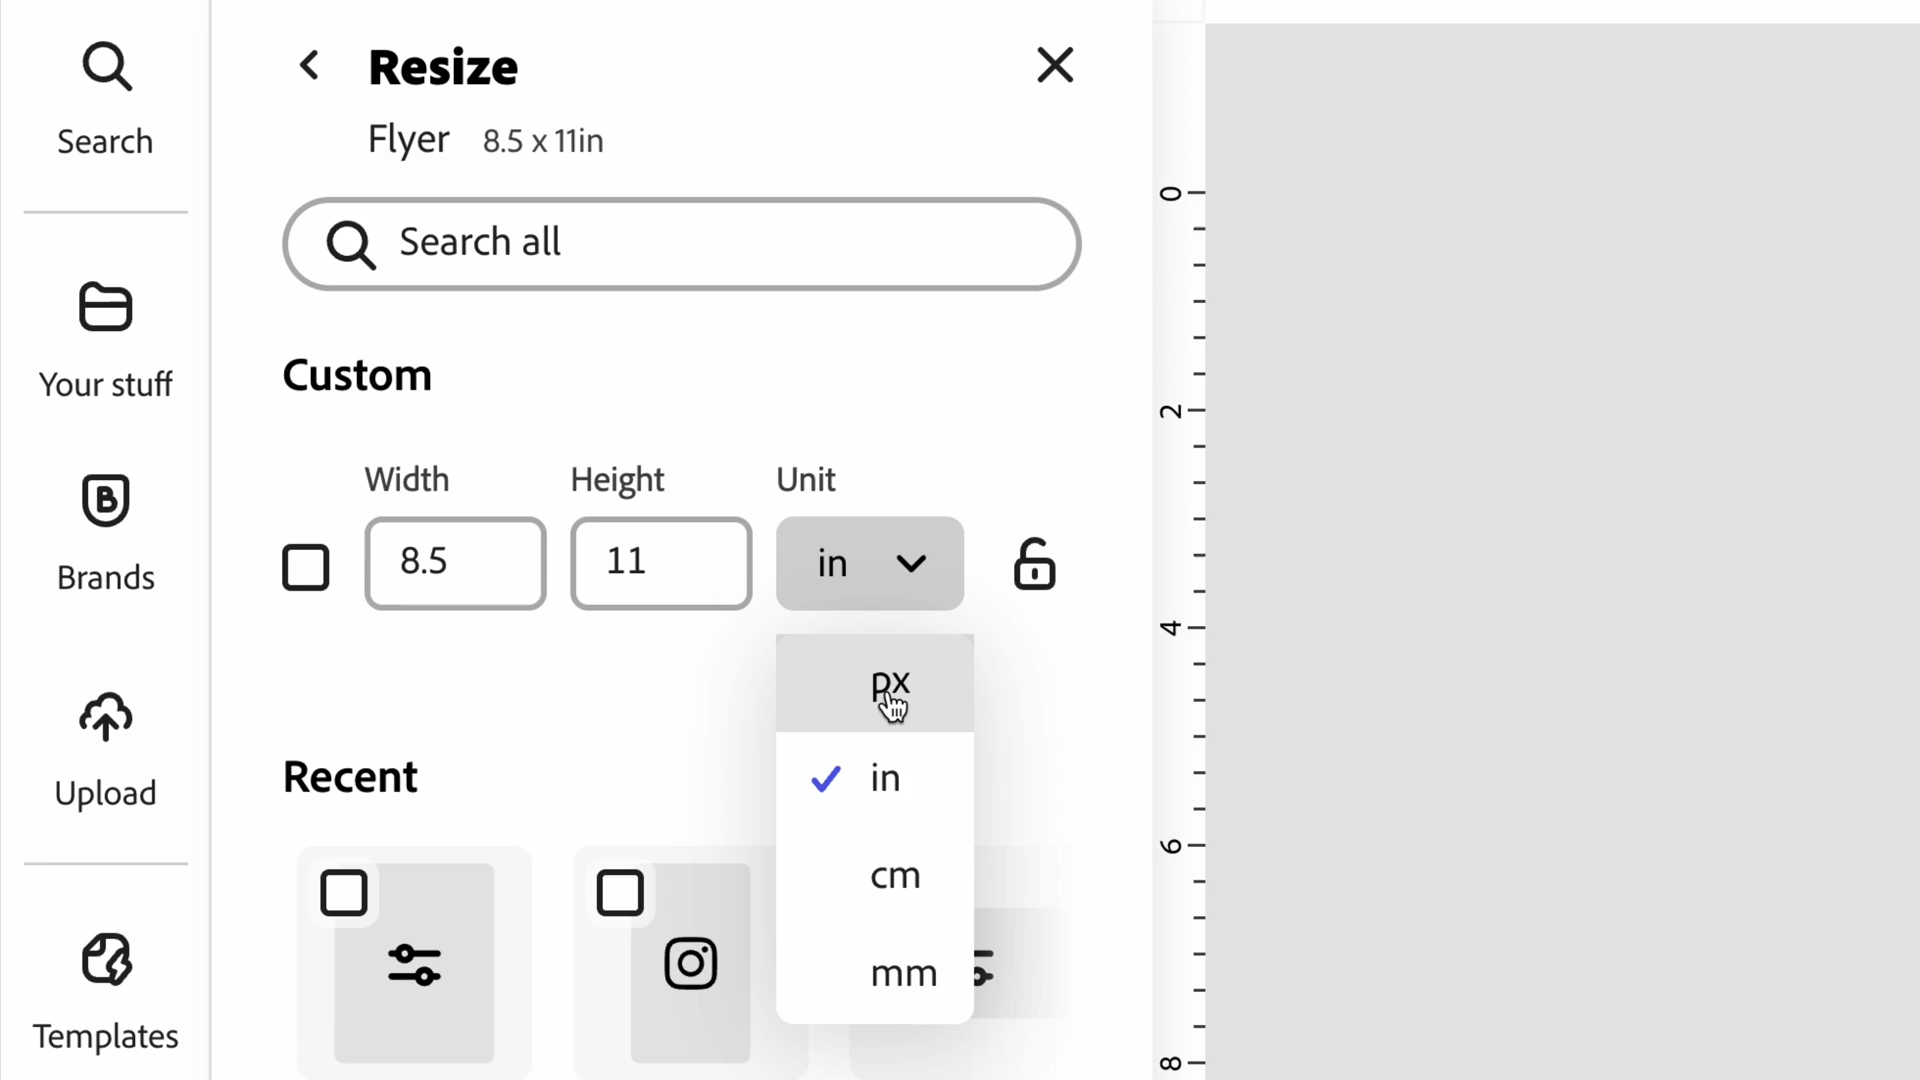 Search
Your stuff
Brands
Upload
Templates
Resize
Flyer 8.5 x 11in
Search all
Custom
Width Height Unit
8.5 11 in
px
in
cm
mm
Recent
0
2
4
6
8